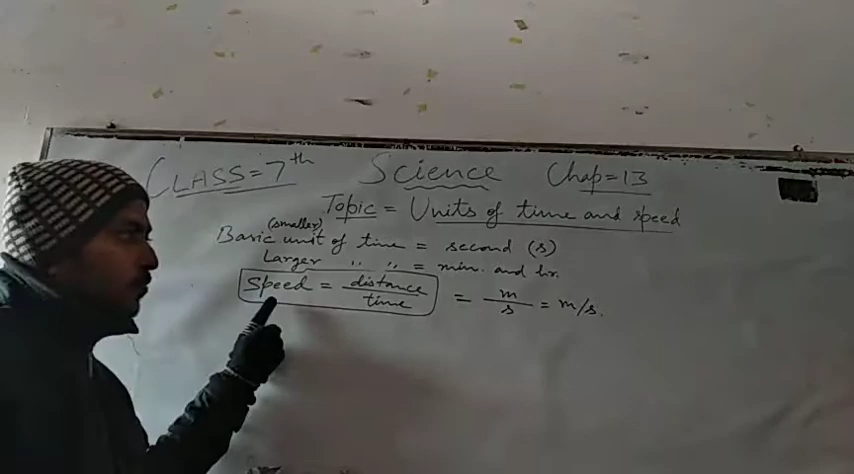 CLASS = 7th Science Chap = 13
Topic = Units of time and speed
(smaller)
Basic unit of time = second (s)
Larger " " = min. and hr.
Speed = distance / time = m / s = m/s.